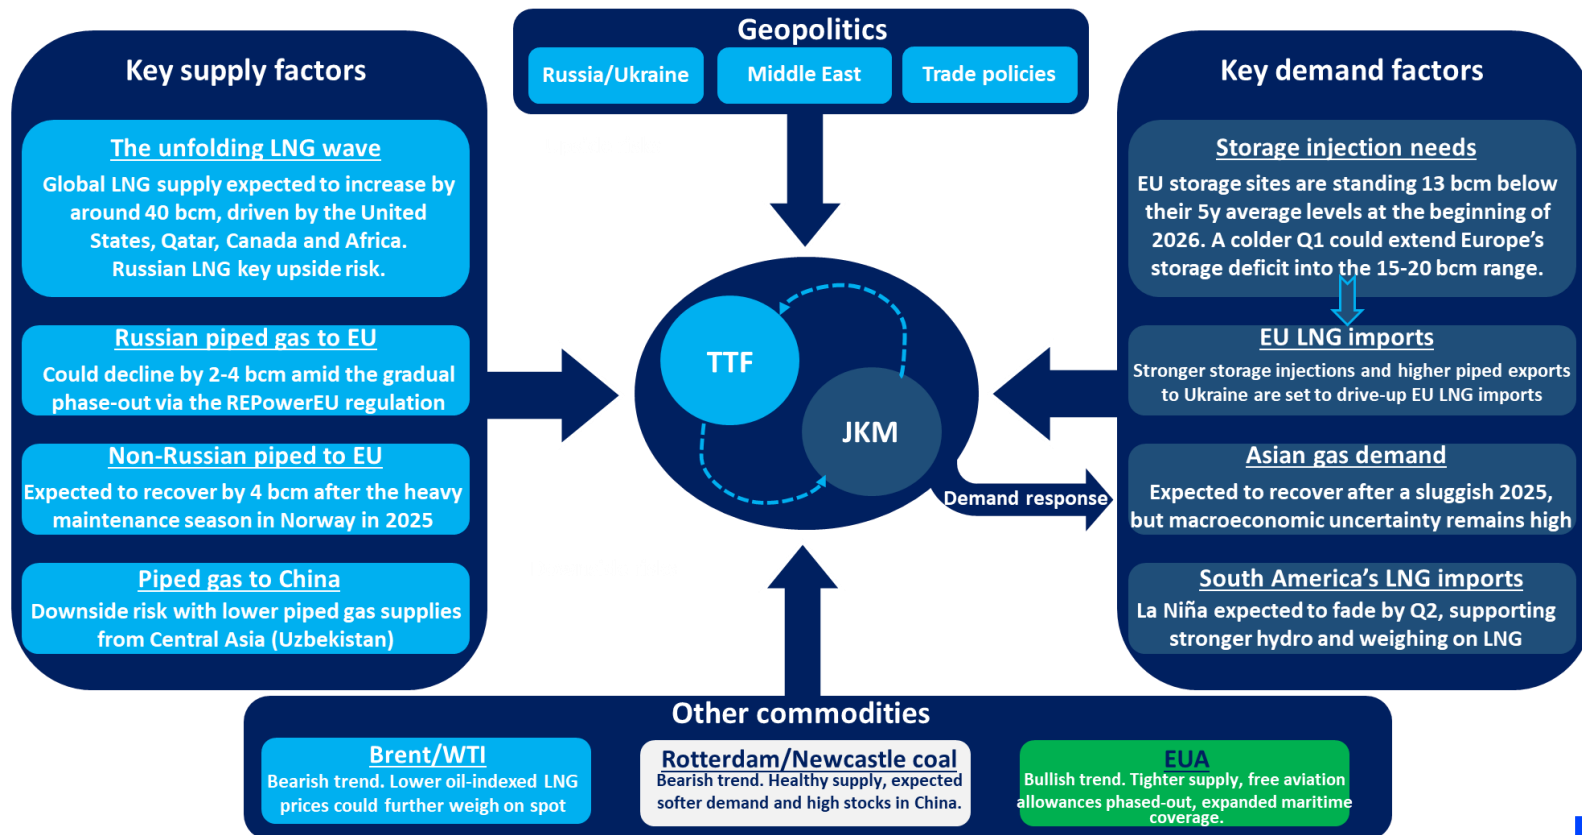 Geopolitics
Russia/Ukraine
Middle East
Trade policies
Key supply factors
The unfolding LNG wave
Global LNG supply expected to increase by
around 40 bcm, driven by the United
States, Qatar, Canada and Africa.
Russian LNG key upside risk.
Russian piped gas to EU
Could decline by 2-4 bcm amid the gradual
phase-out via the REPowerEU regulation
Non-Russian piped to EU
Expected to recover by 4 bcm after the heavy
maintenance season in Norway in 2025
Piped gas to China
Downside risk with lower piped gas supplies
from Central Asia (Uzbekistan)
TTF
JKM
Demand response
Key demand factors
Storage injection needs
EU storage sites are standing 13 bcm below
their 5y average levels at the beginning of
2026. A colder Q1 could extend Europe’s
storage deficit into the 15-20 bcm range.
EU LNG imports
Stronger storage injections and higher piped exports
to Ukraine are set to drive-up EU LNG imports
Asian gas demand
Expected to recover after a sluggish 2025,
but macroeconomic uncertainty remains high
South America’s LNG imports
La Niña expected to fade by Q2, supporting
stronger hydro and weighing on LNG
Other commodities
Brent/WTI
Bearish trend. Lower oil-indexed LNG
prices could further weigh on spot
Rotterdam/Newcastle coal
Bearish trend. Healthy supply, expected
softer demand and high stocks in China.
EUA
Bullish trend. Tighter supply, free aviation
allowances phased-out, expanded maritime
coverage.